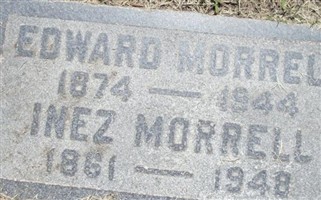 EDWARD MORREL
1874 — 1944
INEZ MORRELL
1861 — 1948